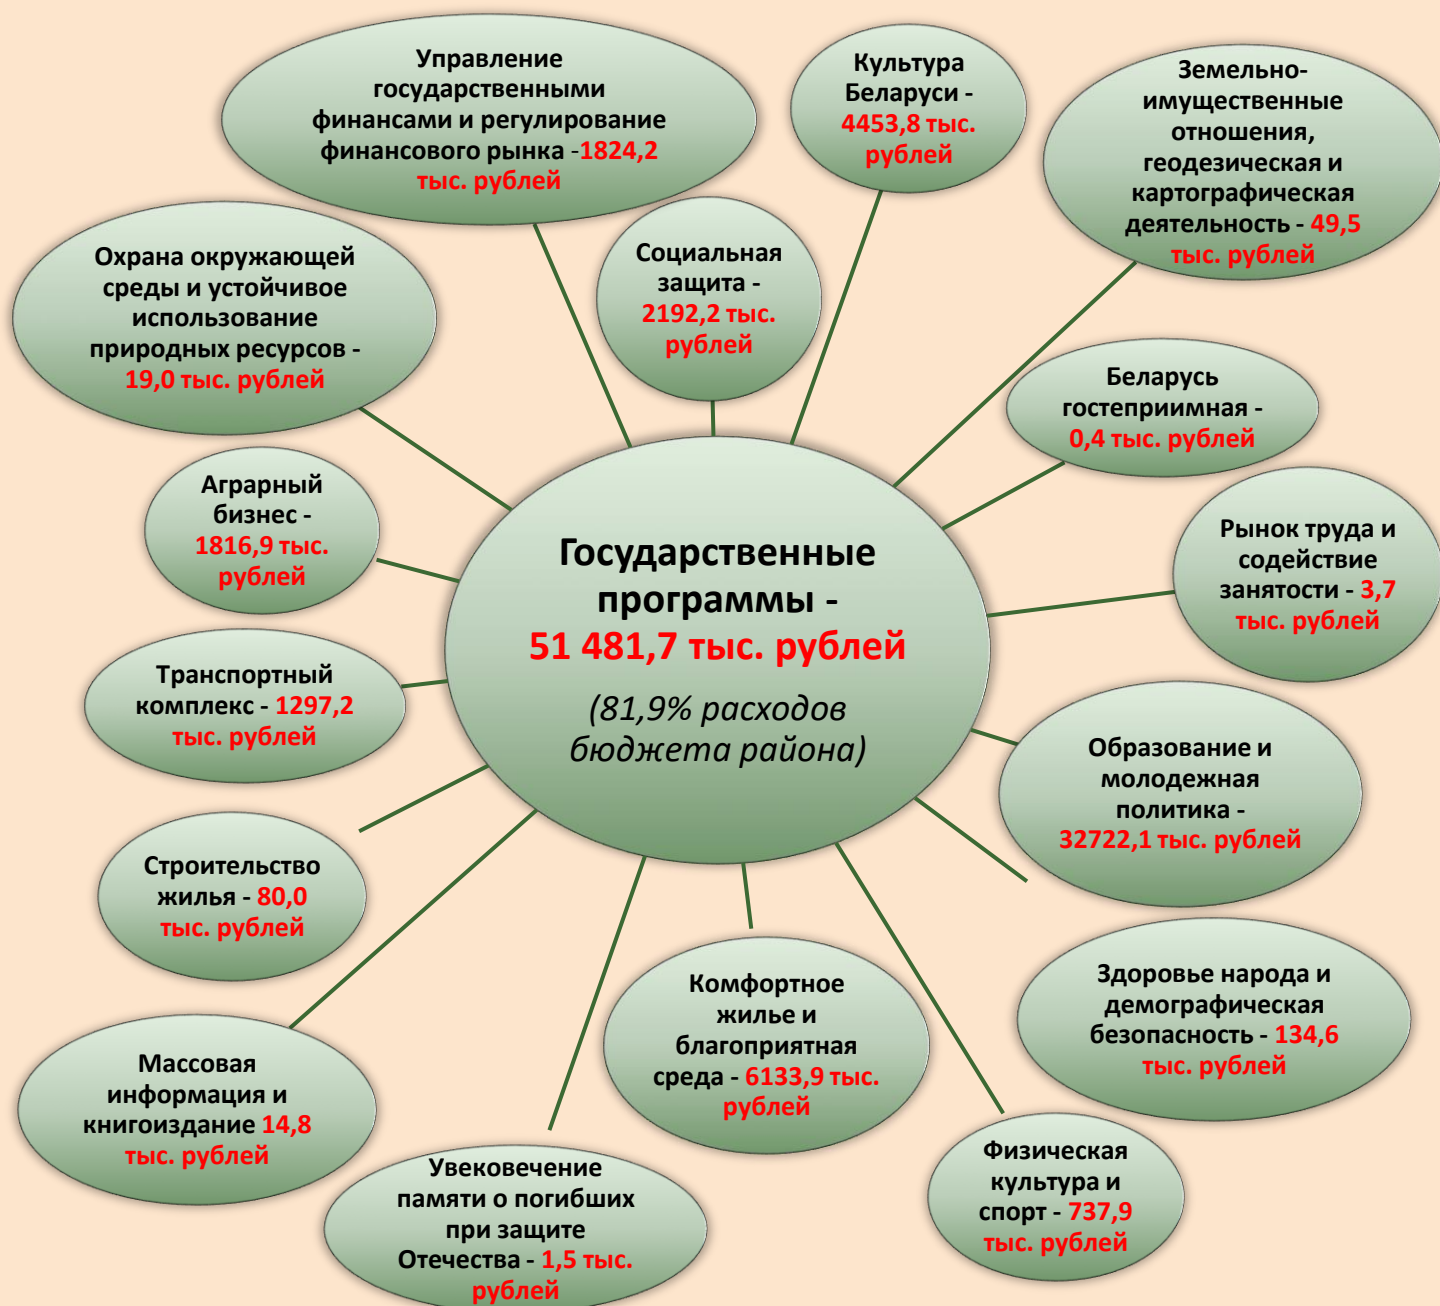 Управление
государственными
финансами и регулирование
финансового рынка -1824,2
тыс. рублей
Культура
Беларуси -
4453,8 тыс.
рублей
Земельно-
имущественные
отношения,
геодезическая и
картографическая
деятельность - 49,5
тыс. рублей
Социальная
защита -
2192,2 тыс.
рублей
Охрана окружающей
среды и устойчивое
использование
природных ресурсов -
19,0 тыс. рублей
Беларусь
гостеприимная -
0,4 тыс. рублей
Аграрный
бизнес -
1816,9 тыс.
рублей
Рынок труда и
содействие
занятости - 3,7
тыс. рублей
Государственные
программы -
51 481,7 тыс. рублей
(81,9% расходов
бюджета района)
Транспортный
комплекс - 1297,2
тыс. рублей
Образование и
молодежная
политика -
32722,1 тыс. рублей
Строительство
жилья - 80,0
тыс. рублей
Здоровье народа и
демографическая
безопасность - 134,6
тыс. рублей
Комфортное
жилье и
благоприятная
среда - 6133,9 тыс.
рублей
Массовая
информация и
книгоиздание 14,8
тыс. рублей
Физическая
культура и
спорт - 737,9
тыс. рублей
Увековечение
памяти о погибших
при защите
Отечества - 1,5 тыс.
рублей